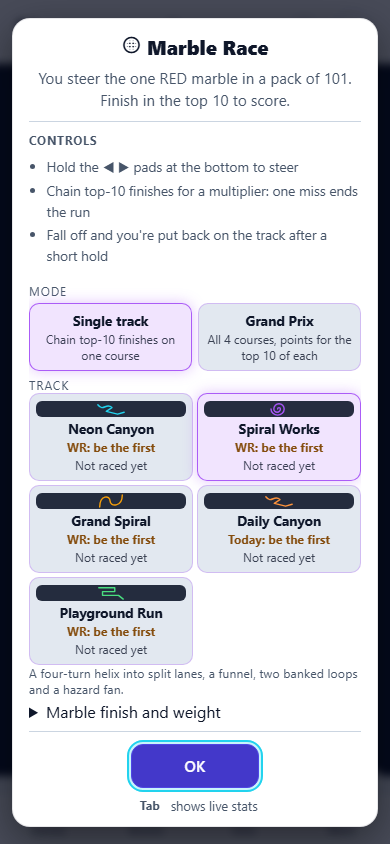 Marble Race
You steer the one RED marble in a pack of 101.
Finish in the top 10 to score.
CONTROLS
• Hold the ◀ ▶ pads at the bottom to steer
• Chain top-10 finishes for a multiplier: one miss ends
the run
• Fall off and you're put back on the track after a
short hold
MODE
Single track
Chain top-10 finishes on
one course
Grand Prix
All 4 courses, points for the
top 10 of each
TRACK
Neon Canyon
WR: be the first
Not raced yet
Spiral Works
WR: be the first
Not raced yet
Grand Spiral
WR: be the first
Not raced yet
Daily Canyon
Today: be the first
Not raced yet
Playground Run
WR: be the first
Not raced yet
A four-turn helix into split lanes, a funnel, two banked loops
and a hazard fan.
▶ Marble finish and weight
OK
Tab shows live stats